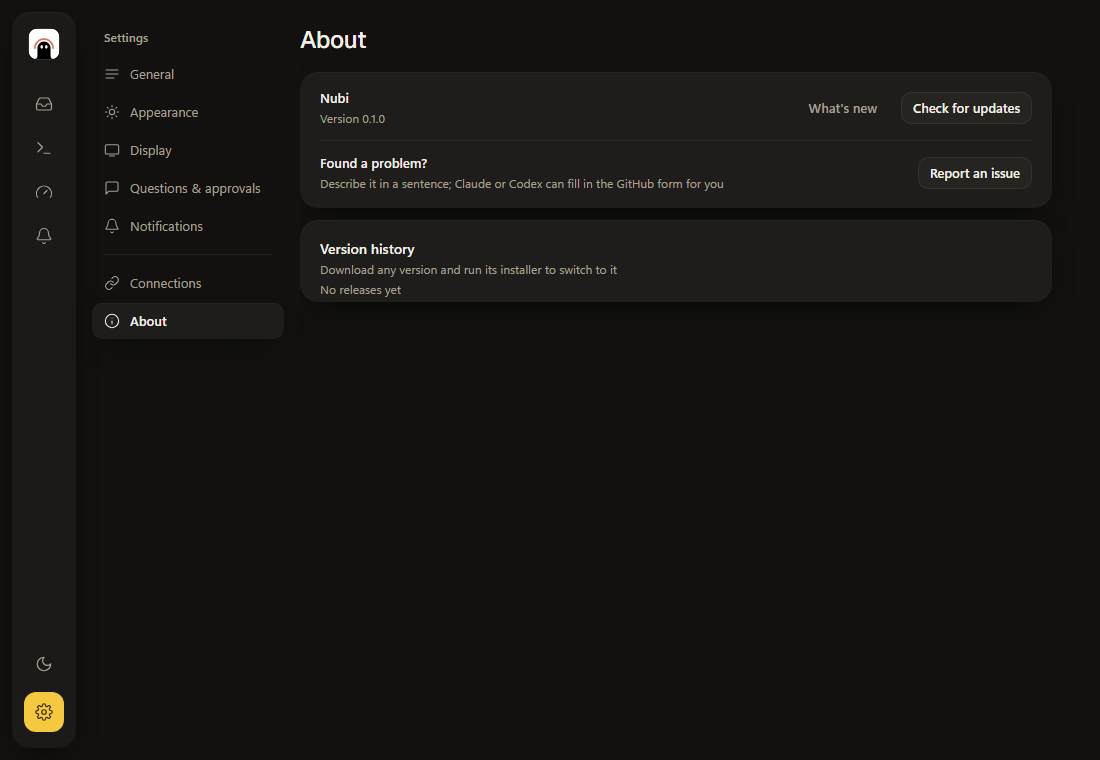 Settings
General
Appearance
Display
Questions & approvals
Notifications
Connections
About
About
Nubi
Version 0.1.0
What's new
Check for updates
Found a problem?
Describe it in a sentence; Claude or Codex can fill in the GitHub form for you
Report an issue
Version history
Download any version and run its installer to switch to it
No releases yet